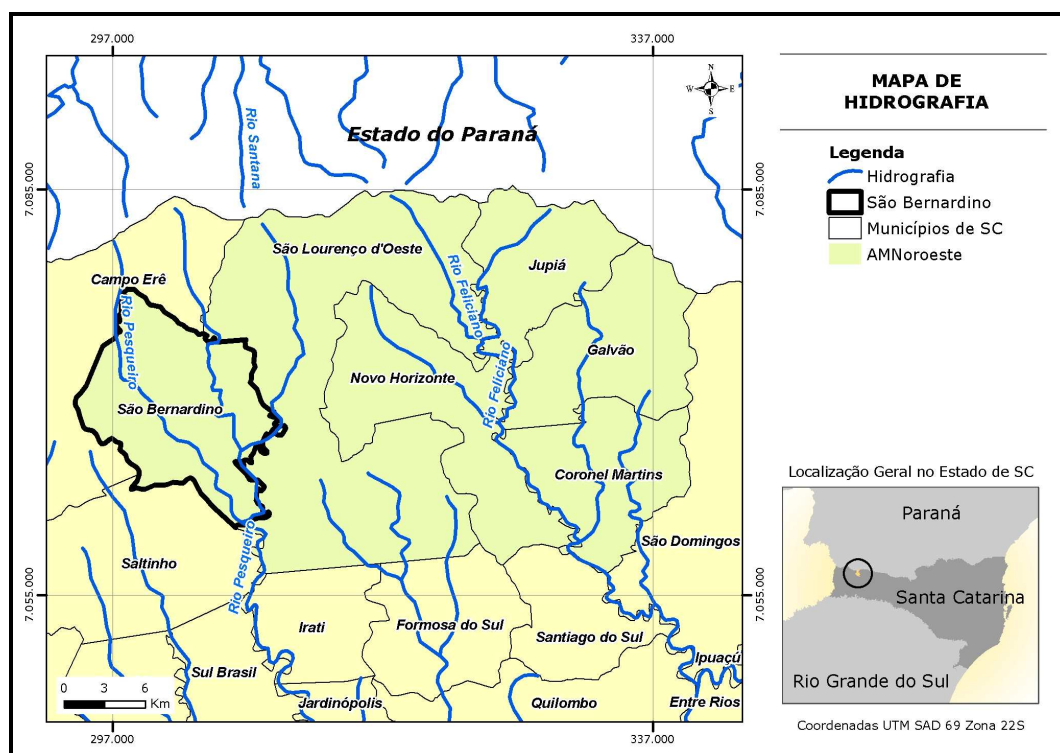 297.000
337.000
MAPA DE
HIDROGRAFIA
N
W E
S
Rio Santana
Estado do Paraná
Legenda
Hidrografia
São Bernardino
Municípios de SC
AMNoroeste
7.085.000
7.085.000
São Lourenço d'Oeste
Jupiá
Campo Erê
Rio Pesqueiro
Rio Feliciano
Rio Feliciano
Galvão
Novo Horizonte
São Bernardino
Coronel Martins
Localização Geral no Estado de SC
Paraná
Santa Catarina
Rio Grande do Sul
Coordenadas UTM SAD 69 Zona 22S
São Domingos
Saltinho
Rio Pesqueiro
7.055.000
7.055.000
Irati
Formosa do Sul
Santiago do Sul
Ipuaçú
Sul Brasil
Jardinópolis
Quilombo
Entre Rios
0 3 6
Km
297.000
337.000